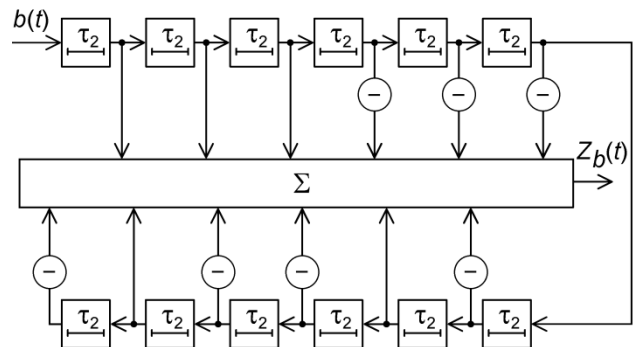 b(t) τ₂ τ₂ τ₂ τ₂ τ₂ τ₂
− − −
Z_b(t)
Σ
− − − −
τ₂ τ₂ τ₂ τ₂ τ₂ τ₂